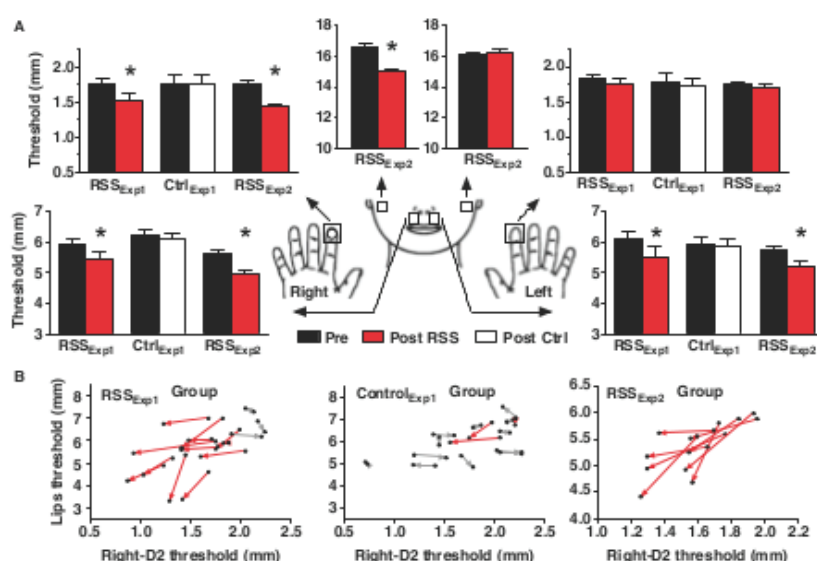 A
Threshold (mm)
2.0
1.5
1.0
0.5
*
*
RSSExp1 CtrlExp1 RSSExp2
18
16
14
12
10
*
RSSExp2
18
16
14
12
10
RSSExp2
2.0
1.5
1.0
0.5
RSSExp1 CtrlExp1 RSSExp2
Threshold (mm)
7
6
5
4
3
*
*
RSSExp1 CtrlExp1 RSSExp2
Right
Left
7
6
5
4
3
*
*
RSSExp1 CtrlExp1 RSSExp2
Pre Post RSS Post Ctrl
B
RSSExp1 Group
Lips threshold (mm)
8
7
6
5
4
3
0.5 1.0 1.5 2.0 2.5
Right-D2 threshold (mm)
ControlExp1 Group
8
7
6
5
4
3
0.5 1.0 1.5 2.0 2.5
Right-D2 threshold (mm)
RSSExp2 Group
6.5
6.0
5.5
5.0
4.5
4.0
1.0 1.2 1.4 1.6 1.8 2.0 2.2
Right-D2 threshold (mm)